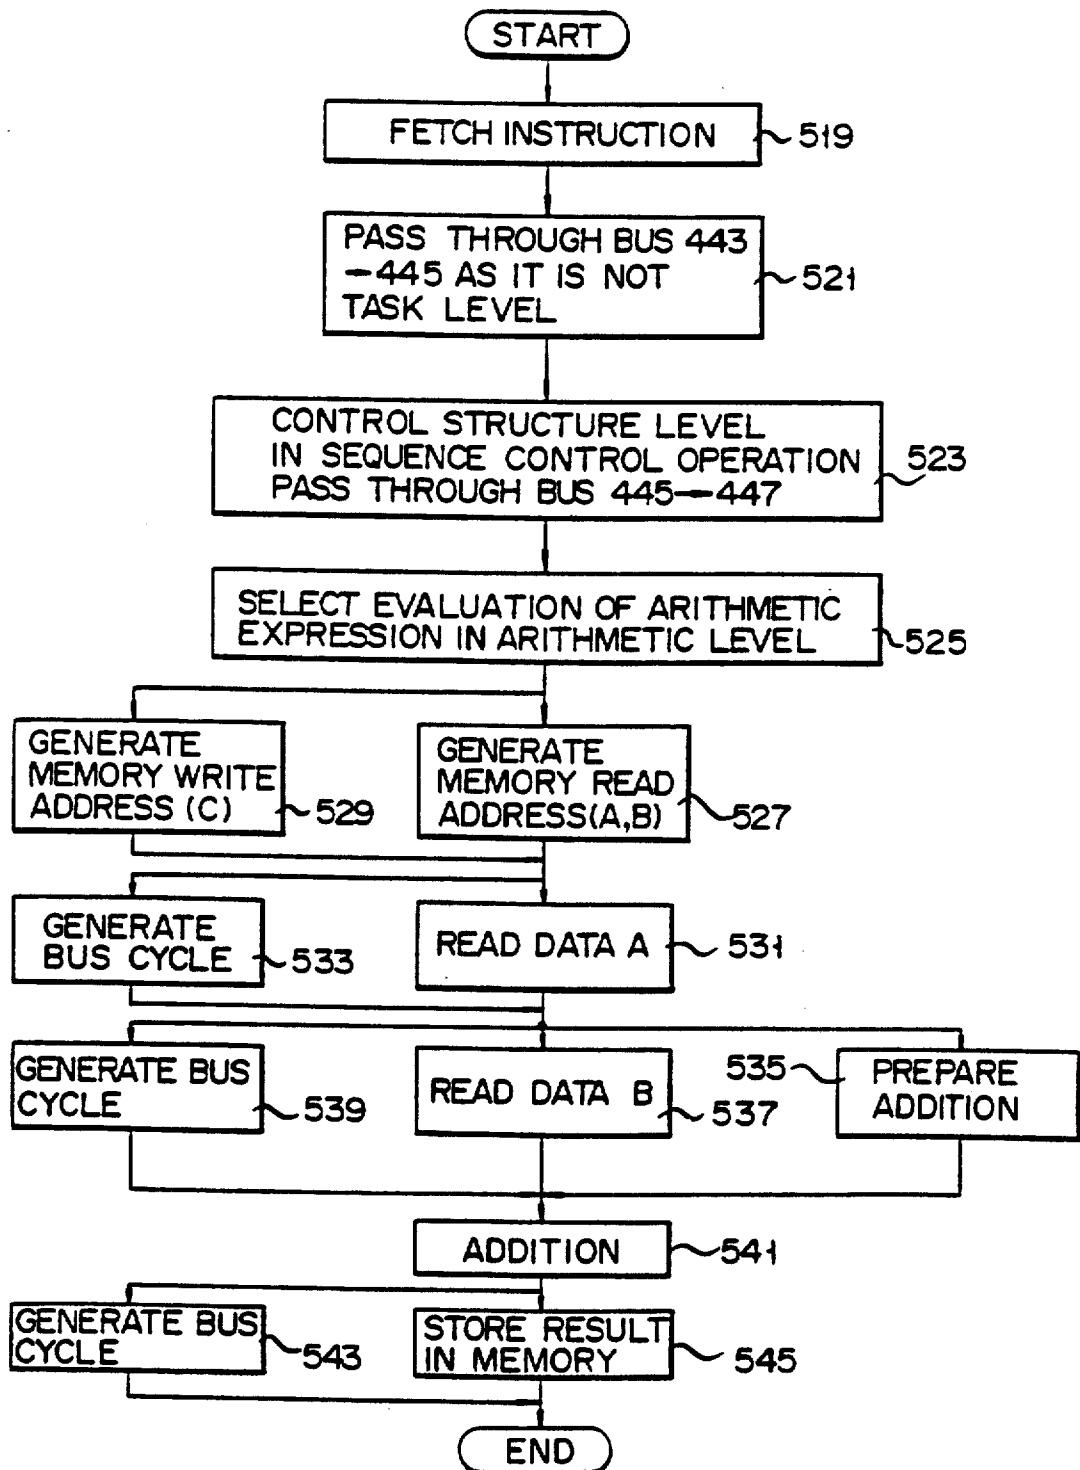 START
FETCH INSTRUCTION
519
PASS THROUGH BUS 443
→445 AS IT IS NOT
TASK LEVEL
521
CONTROL STRUCTURE LEVEL
IN SEQUENCE CONTROL OPERATION
PASS THROUGH BUS 445→447
523
SELECT EVALUATION OF ARITHMETIC
EXPRESSION IN ARITHMETIC LEVEL
525
GENERATE
MEMORY WRITE
ADDRESS (C)
529
GENERATE
MEMORY READ
ADDRESS(A,B)
527
GENERATE
BUS CYCLE
533
READ DATA A
531
GENERATE BUS
CYCLE
539
READ DATA B
537
535
PREPARE
ADDITION
ADDITION
541
GENERATE BUS
CYCLE
543
STORE RESULT
IN MEMORY
545
END